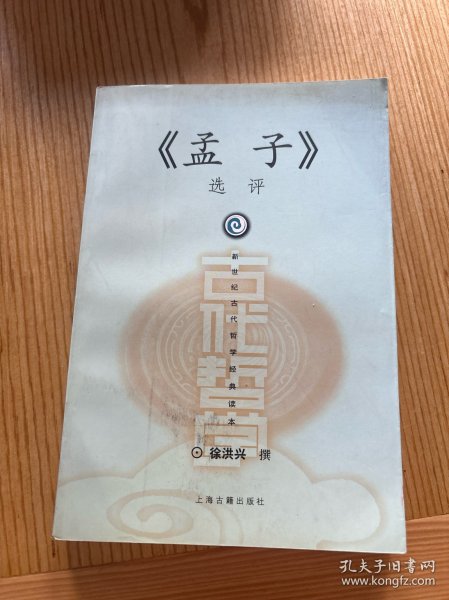 《孟子》
选评
新世纪古代哲学经典读本
古代哲学
⊙徐洪兴 撰
上海古籍出版社
孔夫子旧书网
www.kongfz.com